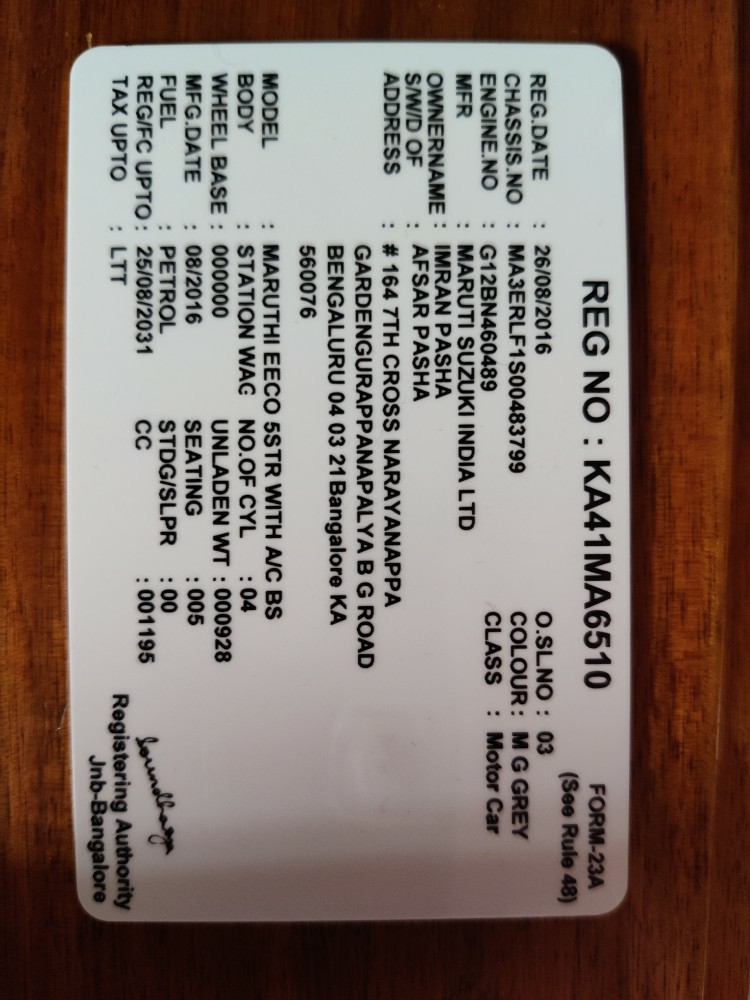 FORM-23A
(See Rule 48)
REG NO : KA41MA6510
REG.DATE : 26/08/2016 O.SL.NO : 03
CHASSIS.NO : MA3ERLF1S00483799 COLOUR : M G GREY
ENGINE.NO : G12BN460489 CLASS : Motor Car
MFR : MARUTI SUZUKI INDIA LTD
OWNERNAME : IMRAN PASHA
S/W/D OF : AFSAR PASHA
ADDRESS : # 164 7TH CROSS NARAYANAPPA
GARDENGURAPPANAPALYA B G ROAD
BENGALURU 04 03 21Bangalore KA
560076
MODEL : MARUTHI EECO 5STR WITH A/C BS
BODY : STATION WAG NO.OF CYL : 04
WHEEL BASE : 000000 UNLADEN WT : 000928
MFG.DATE : 08/2016 SEATING : 005
FUEL : PETROL STDG/SLPR : 00
REG/FC UPTO : 25/08/2031 CC : 001195
TAX UPTO : LTT
Registering Authority
Jnb-Bangalore